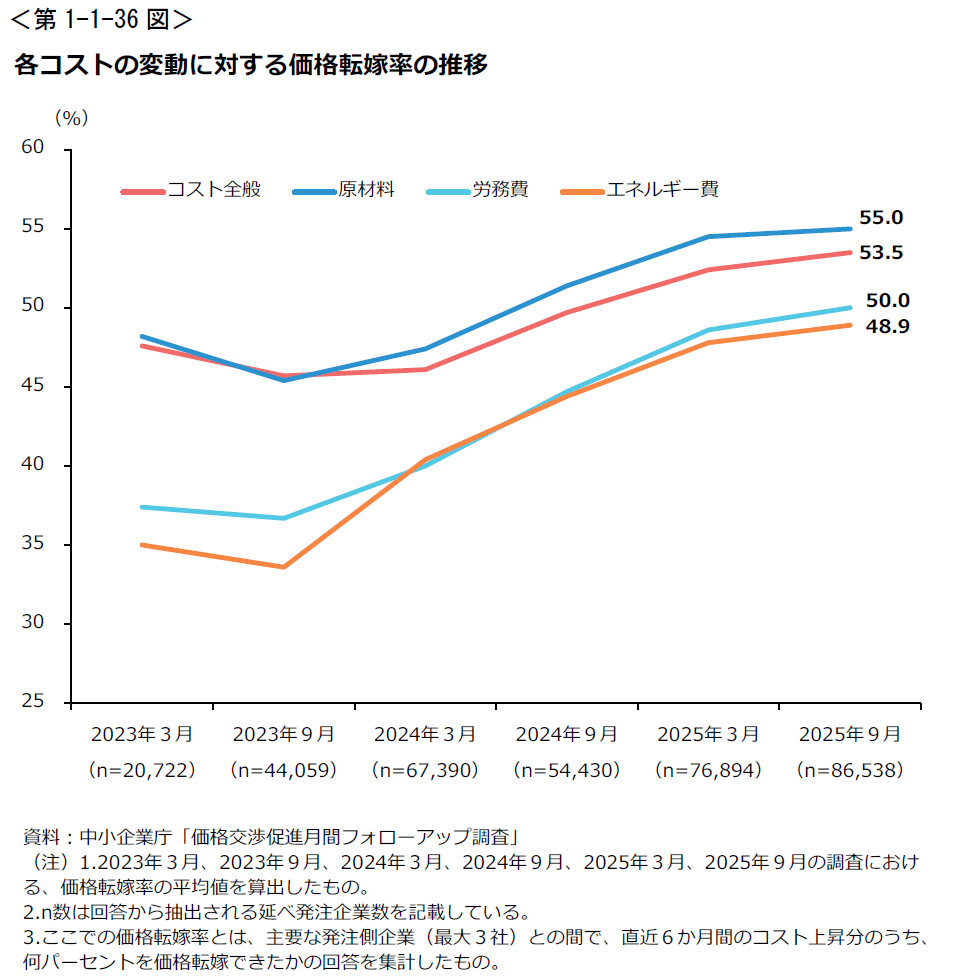 ＜第 1-1-36 図＞
各コストの変動に対する価格転嫁率の推移
（%）
60
コスト全般 原材料 労務費 エネルギー費
55.0
55
53.5
50.0
50
48.9
45
40
35
30
25
2023年３月 2023年９月 2024年３月 2024年９月 2025年３月 2025年９月
（n=20,722） （n=44,059） （n=67,390） （n=54,430） （n=76,894） （n=86,538）
資料：中小企業庁「価格交渉促進月間フォローアップ調査」
（注）1.2023年３月、2023年９月、2024年３月、2024年９月、2025年３月、2025年９月の調査におけ
る、価格転嫁率の平均値を算出したもの。
2.n数は回答から抽出される延べ発注企業数を記載している。
3.ここでの価格転嫁率とは、主要な発注側企業（最大３社）との間で、直近６か月間のコスト上昇分のうち、
何パーセントを価格転嫁できたかの回答を集計したもの。